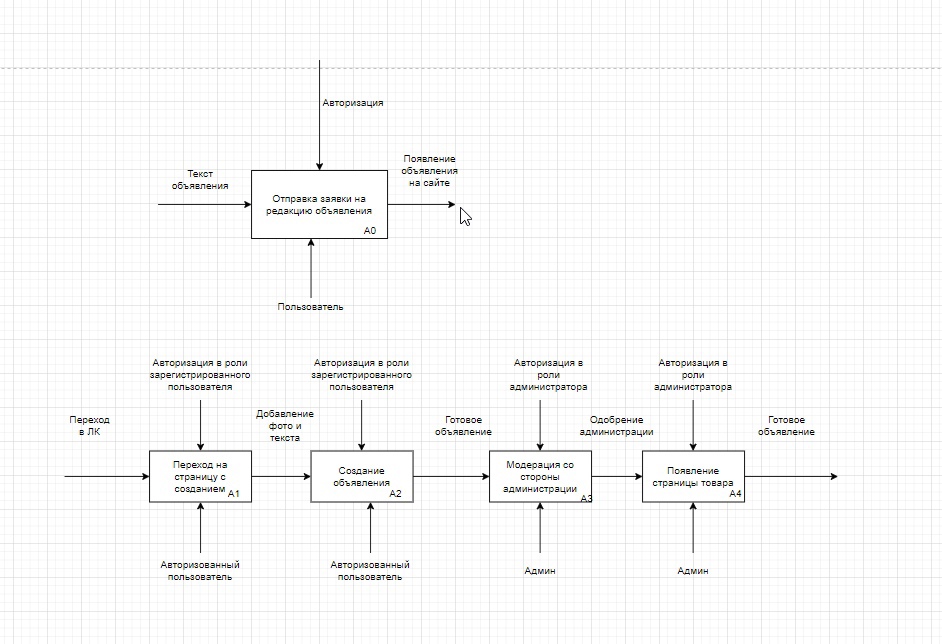 Авторизация
Появление
объявления
на сайте
Текст
объявления
Отправка заявки на
редакцию объявления
A0
Пользователь
Авторизация в роли
зарегистрированного
пользователя
Авторизация в роли
зарегистрированного
пользователя
Авторизация в
роли
администратора
Авторизация в
роли
администратора
Переход
в ЛК
Добавление
фото и
текста
Готовое
объявление
Одобрение
администрации
Готовое
объявление
Переход на
страницу с
созданием
A1
Создание
объявления
A2
Модерация со
стороны
администрации
A3
Появление
страницы товара
A4
Авторизованный
пользователь
Авторизованный
пользователь
Админ
Админ